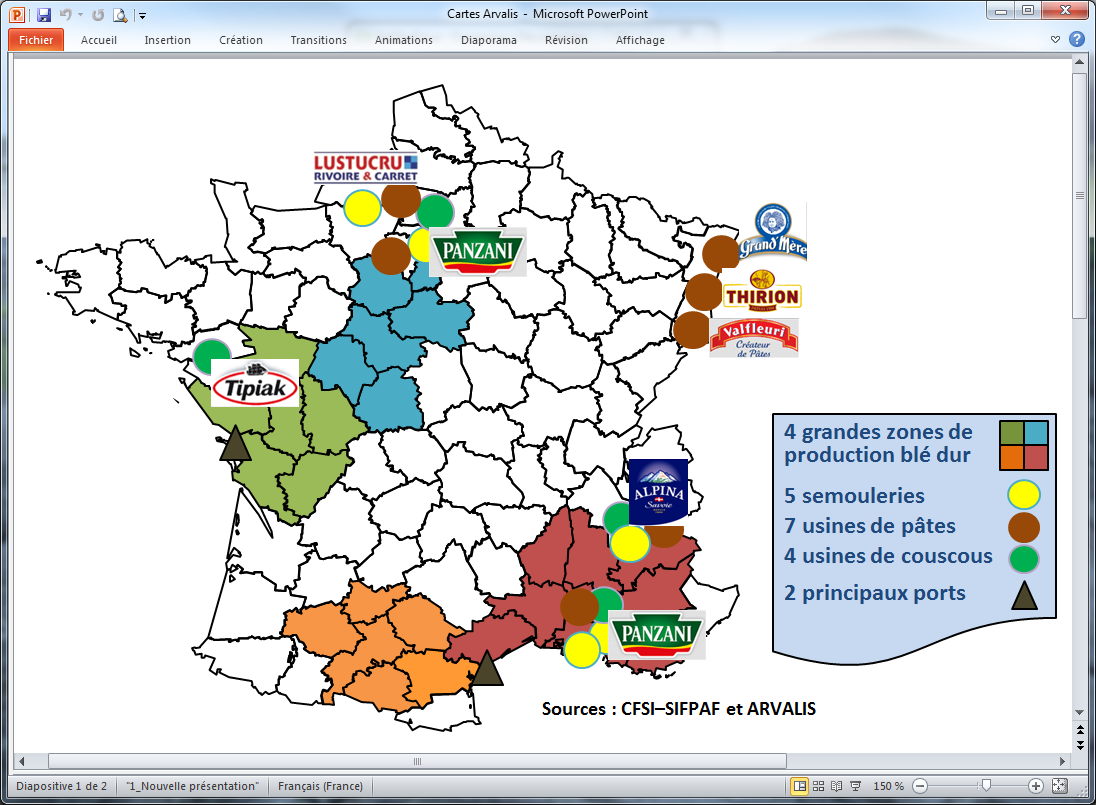 Cartes Arvalis - Microsoft PowerPoint
Fichier Accueil Insertion Création Transitions Animations Diaporama Révision Affichage
LUSTUCRU
RIVOIRE & CARRET
PANZANI
Grand'Mère
THIRION
Valfleuri
Créateur
de Pâtes
Tipiak
ALPINA
Savoie
PANZANI
4 grandes zones de
production blé dur
5 semouleries
7 usines de pâtes
4 usines de couscous
2 principaux ports
Sources : CFSI–SIFPAF et ARVALIS
Diapositive 1 de 2 "1_Nouvelle présentation" Français (France) 150 %